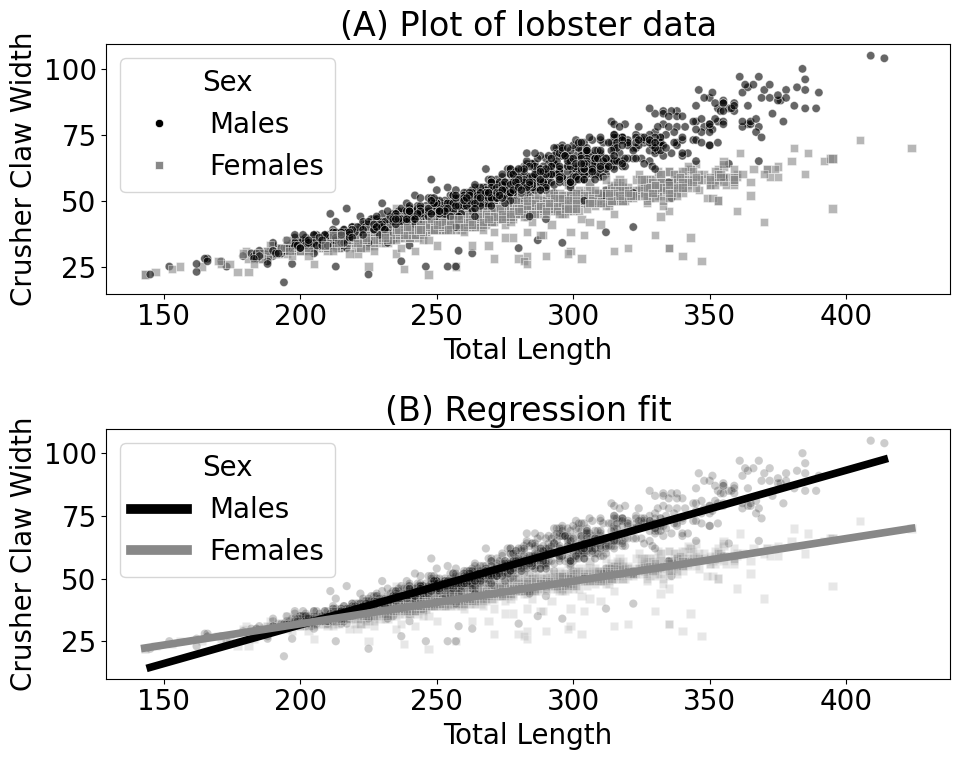 (A) Plot of lobster data
Crusher Claw Width
100
75
50
25
Sex
Males
Females
150 200 250 300 350 400
Total Length
(B) Regression fit
Crusher Claw Width
100
75
50
25
Sex
Males
Females
150 200 250 300 350 400
Total Length